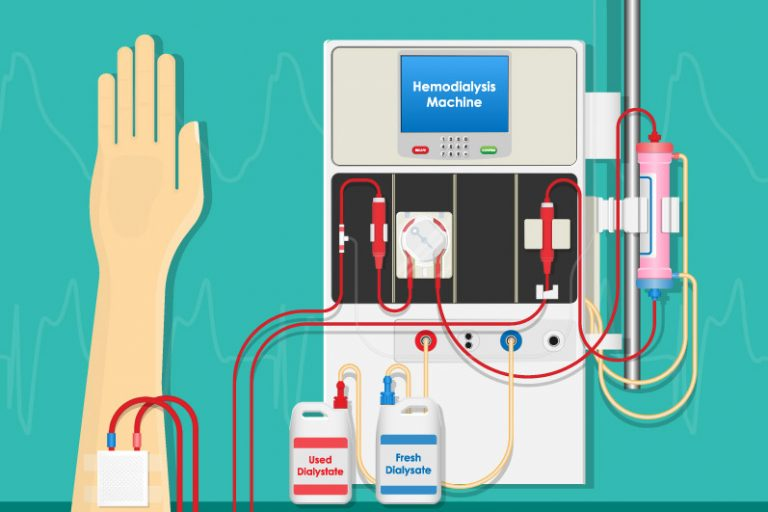 Hemodialysis
Machine
Used
Dialystate
Fresh
Dialysate